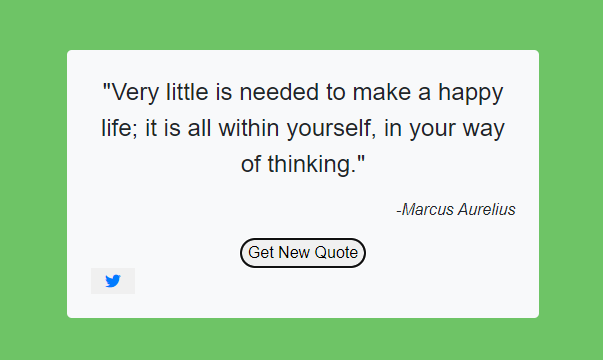 "Very little is needed to make a happy
life; it is all within yourself, in your way
of thinking."
-Marcus Aurelius
Get New Quote